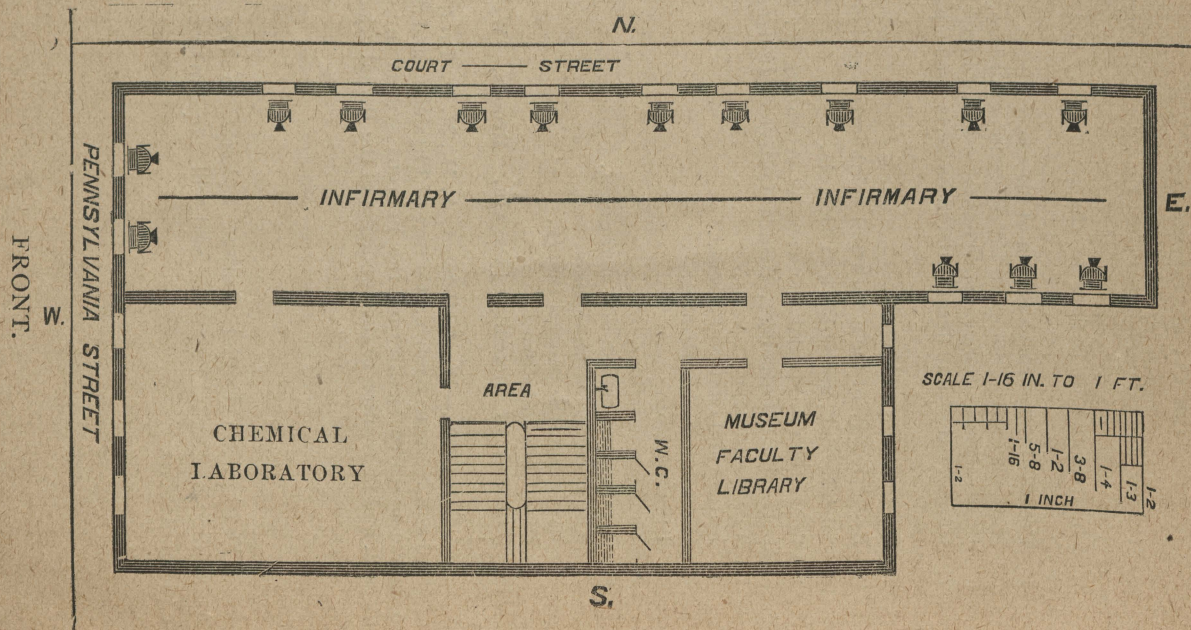 N.
COURT —— STREET
PENNSYLVANIA STREET
INFIRMARY
INFIRMARY
E.
FRONT.
W.
AREA
SCALE 1-16 IN. TO 1 FT.
CHEMICAL
LABORATORY
W.C.
MUSEUM
FACULTY
LIBRARY
1-2
1-16
5-8
1-2
3-8
1-4
1-3
1-2
1 INCH
S.